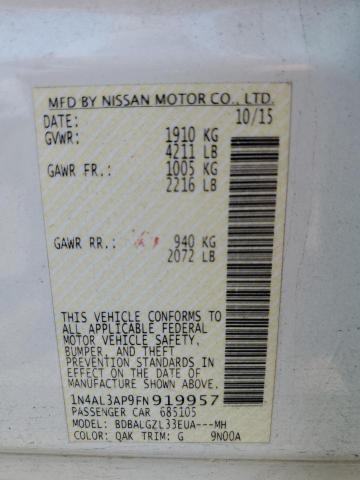 MFD BY NISSAN MOTOR CO., LTD.
DATE: 10/15
GVWR: 1910 KG
4211 LB
GAWR FR.: 1005 KG
2216 LB
GAWR RR.: 940 KG
2072 LB
THIS VEHICLE CONFORMS TO
ALL APPLICABLE FEDERAL
MOTOR VEHICLE SAFETY,
BUMPER, AND THEFT
PREVENTION STANDARDS IN
EFFECT ON THE DATE OF
MANUFACTURE SHOWN ABOVE.
1N4AL3AP9FN919957
PASSENGER CAR 685105
MODEL: BDBALGZL33EUA---MH
COLOR: QAK TRIM: G 9N00A